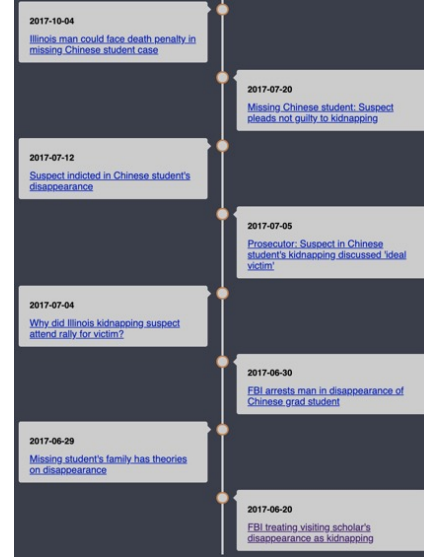 2017-10-04
Illinois man could face death penalty in
missing Chinese student case
2017-07-20
Missing Chinese student: Suspect
pleads not guilty to kidnapping
2017-07-12
Suspect indicted in Chinese student's
disappearance
2017-07-05
Prosecutor: Suspect in Chinese
student's kidnapping discussed 'ideal
victim'
2017-07-04
Why did Illinois kidnapping suspect
attend rally for victim?
2017-06-30
FBI arrests man in disappearance of
Chinese grad student
2017-06-29
Missing student's family has theories
on disappearance
2017-06-20
FBI treating visiting scholar's
disappearance as kidnapping